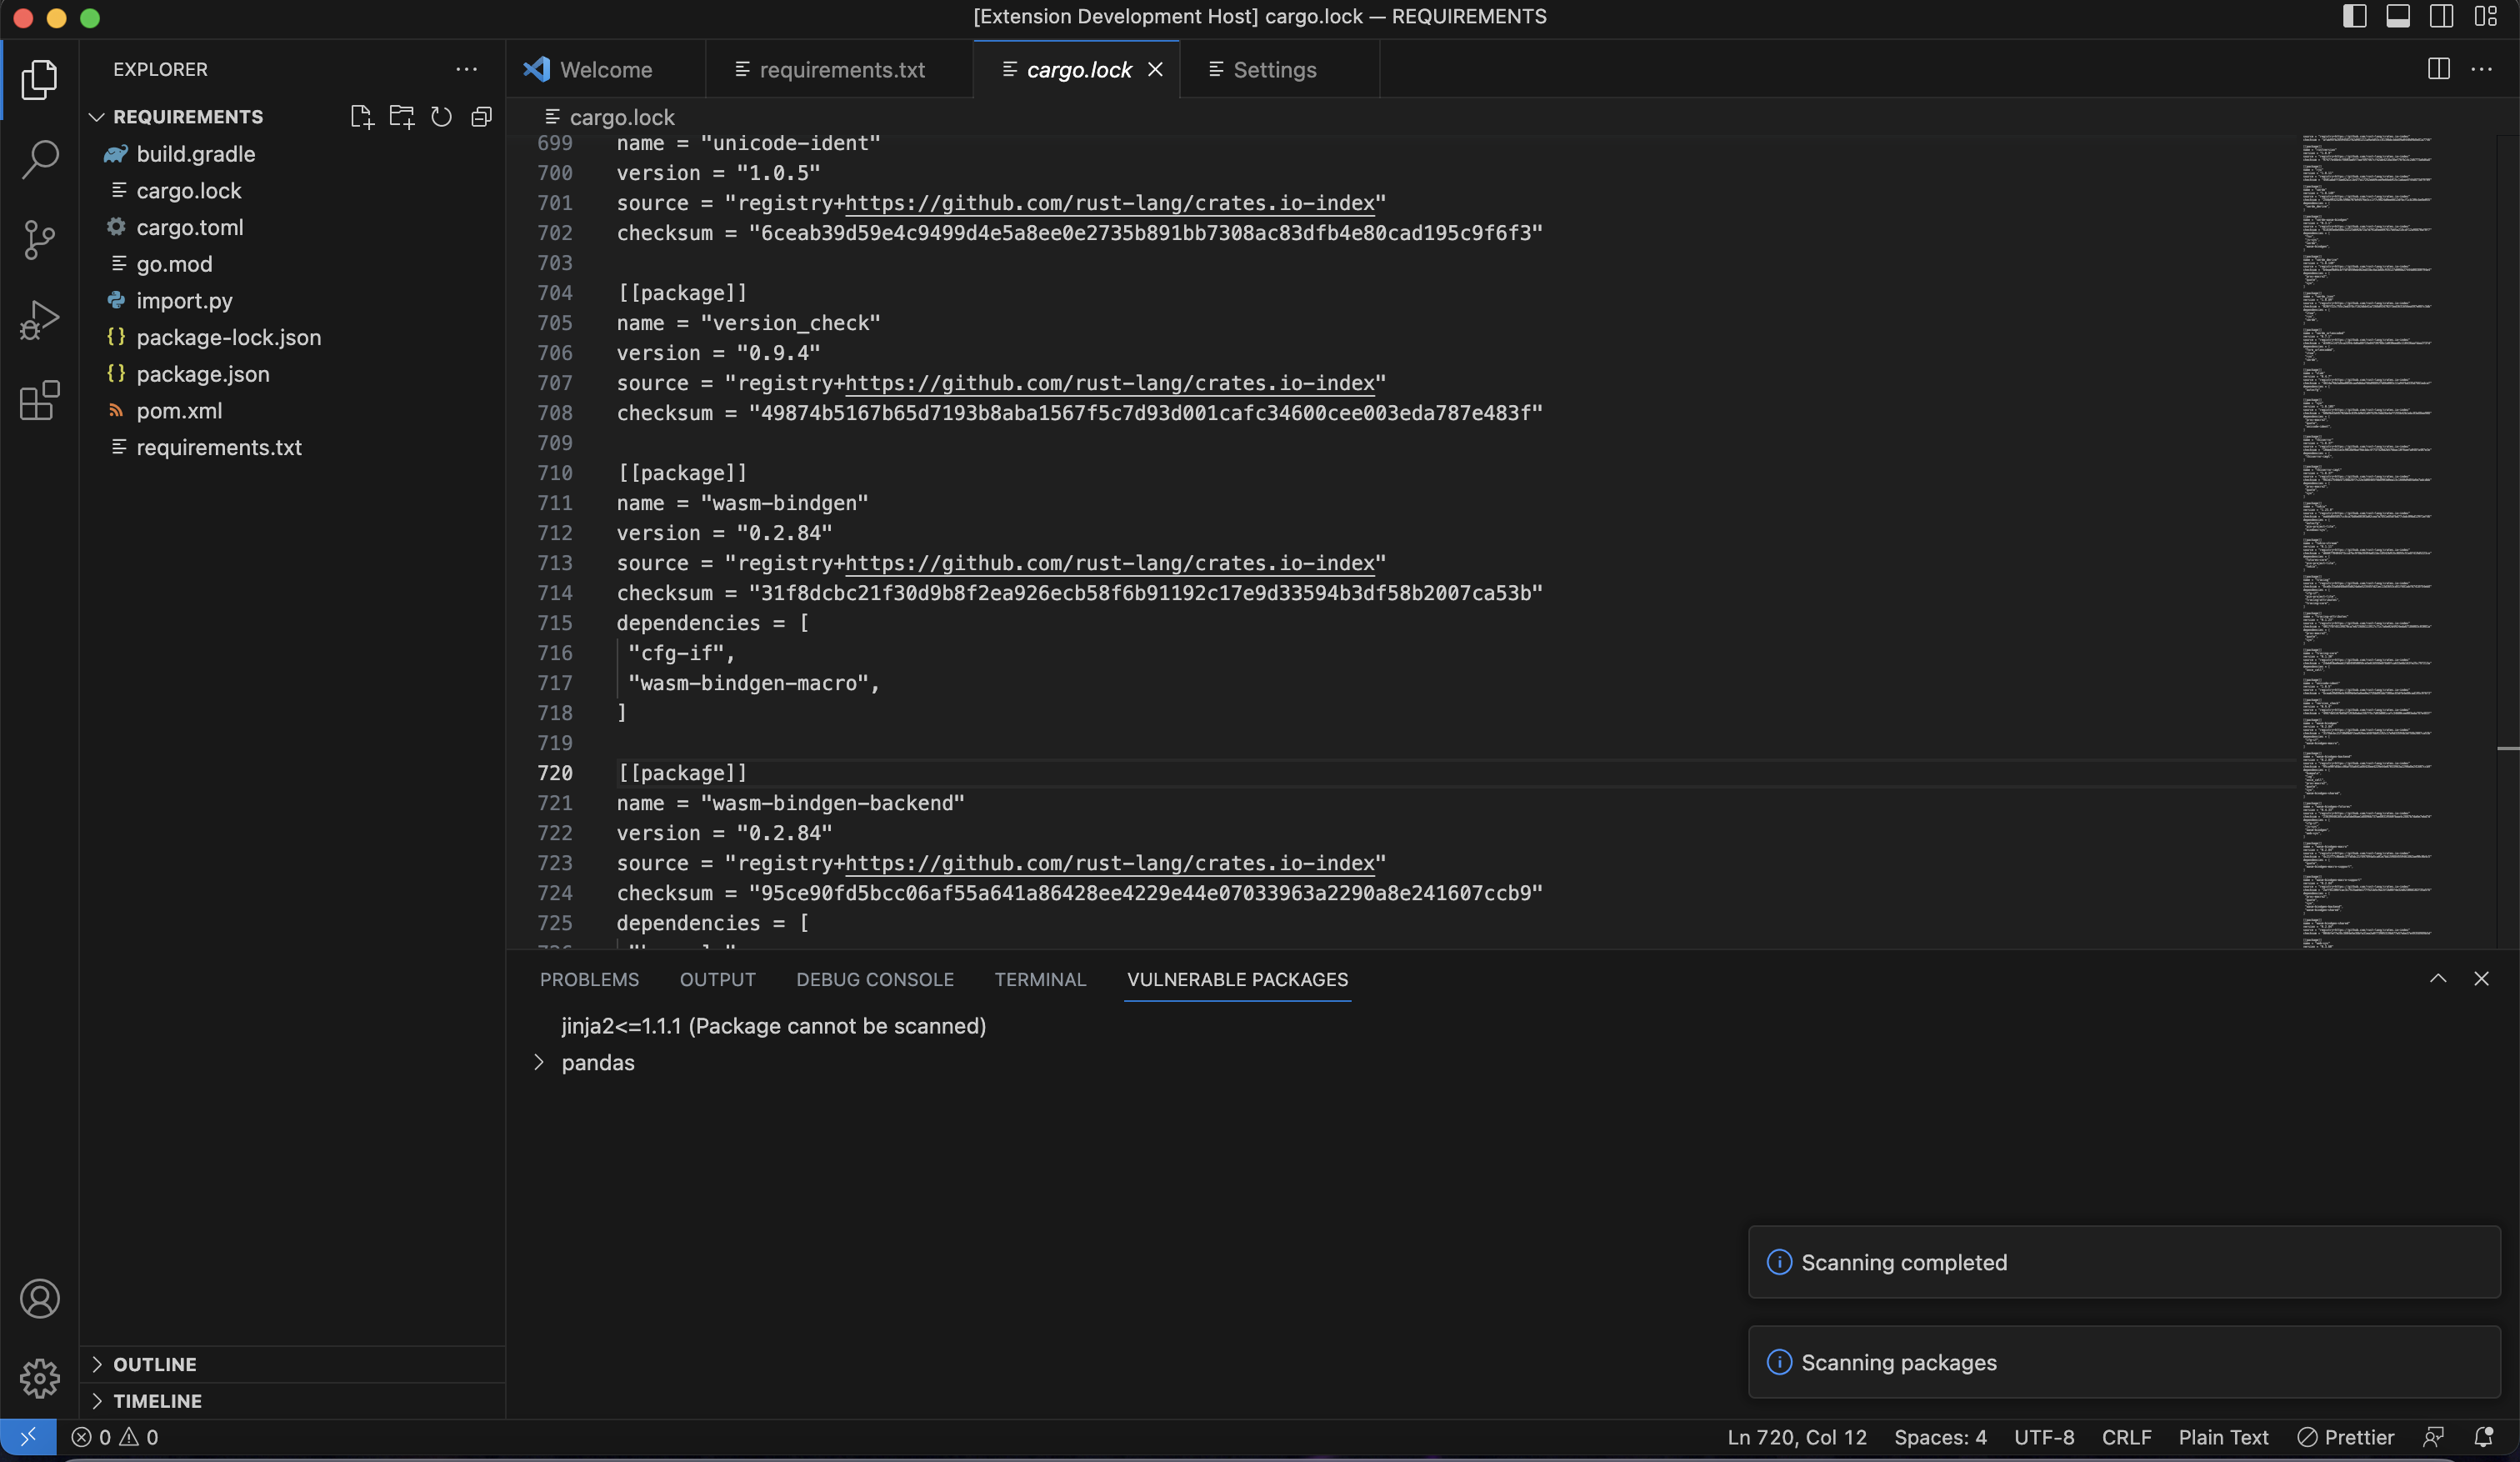 [Extension Development Host] cargo.lock — REQUIREMENTS
EXPLORER
REQUIREMENTS
build.gradle
cargo.lock
cargo.toml
go.mod
import.py
package-lock.json
package.json
pom.xml
requirements.txt
OUTLINE
TIMELINE
Welcome
requirements.txt
cargo.lock
Settings
cargo.lock
699 name = "unicode-ident"
700 version = "1.0.5"
701 source = "registry+https://github.com/rust-lang/crates.io-index"
702 checksum = "6ceab39d59e4c9499d4e5a8ee0e2735b891bb7308ac83dfb4e80cad195c9f6f3"
703
704 [[package]]
705 name = "version_check"
706 version = "0.9.4"
707 source = "registry+https://github.com/rust-lang/crates.io-index"
708 checksum = "49874b5167b65d7193b8aba1567f5c7d93d001cafc34600cee003eda787e483f"
709
710 [[package]]
711 name = "wasm-bindgen"
712 version = "0.2.84"
713 source = "registry+https://github.com/rust-lang/crates.io-index"
714 checksum = "31f8dcbc21f30d9b8f2ea926ecb58f6b91192c17e9d33594b3df58b2007ca53b"
715 dependencies = [
716 "cfg-if",
717 "wasm-bindgen-macro",
718 ]
719
720 [[package]]
721 name = "wasm-bindgen-backend"
722 version = "0.2.84"
723 source = "registry+https://github.com/rust-lang/crates.io-index"
724 checksum = "95ce90fd5bcc06af55a641a86428ee4229e44e07033963a2290a8e241607ccb9"
725 dependencies = [
PROBLEMS OUTPUT DEBUG CONSOLE TERMINAL VULNERABLE PACKAGES
jinja2<=1.1.1 (Package cannot be scanned)
pandas
Scanning completed
Scanning packages
0 0 Ln 720, Col 12 Spaces: 4 UTF-8 CRLF Plain Text Prettier